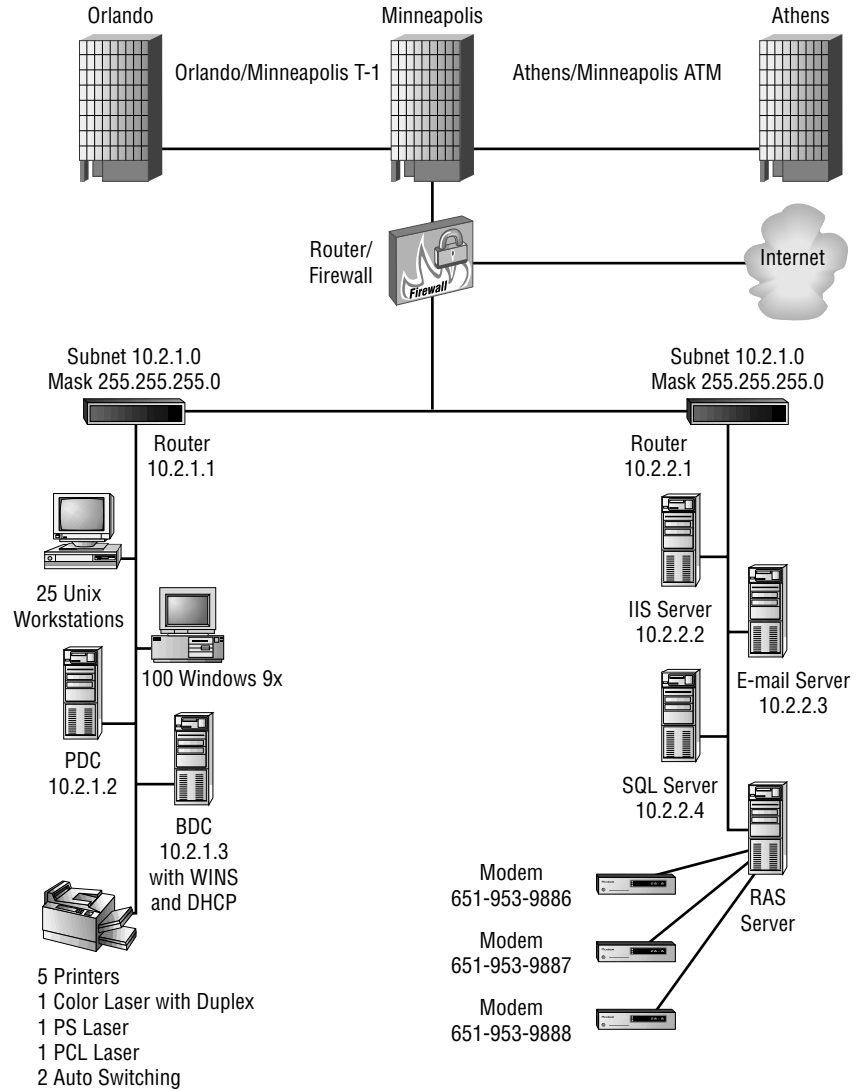 Orlando
Minneapolis
Athens
Orlando/Minneapolis T-1
Athens/Minneapolis ATM
Router/
Firewall
Firewall
Internet
Subnet 10.2.1.0
Mask 255.255.255.0
Subnet 10.2.1.0
Mask 255.255.255.0
Router
10.2.1.1
Router
10.2.2.1
25 Unix
Workstations
100 Windows 9x
PDC
10.2.1.2
BDC
10.2.1.3
with WINS
and DHCP
5 Printers
1 Color Laser with Duplex
1 PS Laser
1 PCL Laser
2 Auto Switching
IIS Server
10.2.2.2
E-mail Server
10.2.2.3
SQL Server
10.2.2.4
RAS
Server
Modem
651-953-9886
Modem
651-953-9887
Modem
651-953-9888